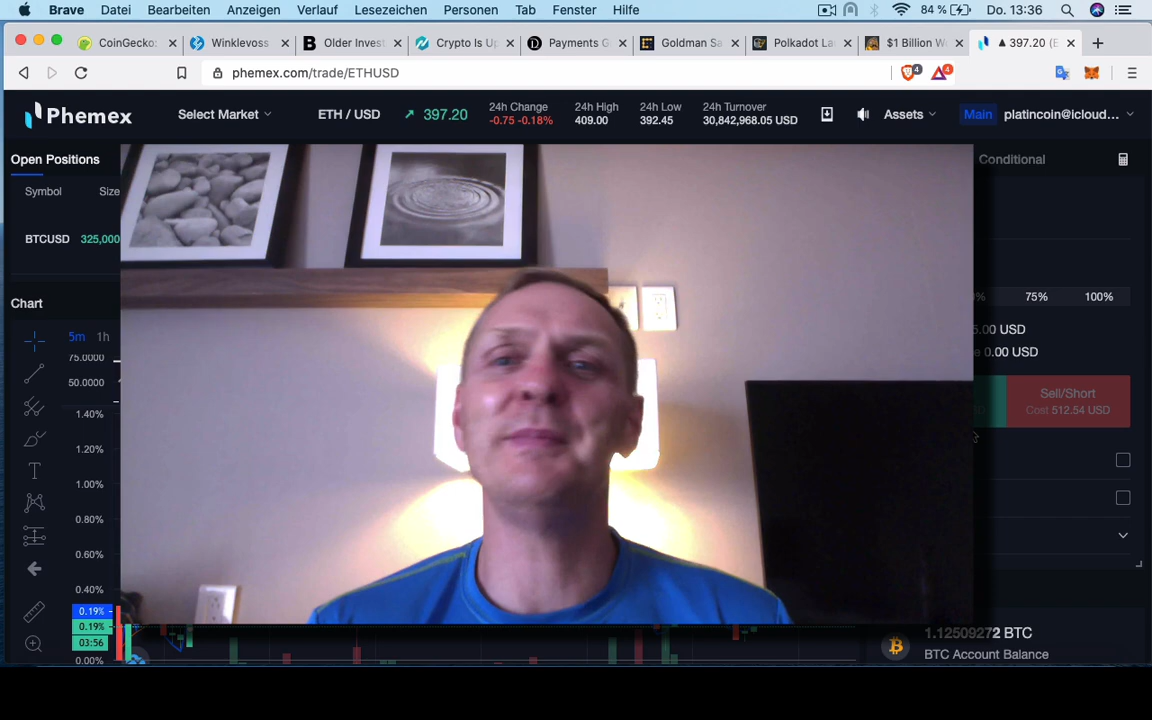 Brave Datei Bearbeiten Anzeigen Verlauf Lesezeichen Personen Tab Fenster Hilfe 84 % Do. 13:36
CoinGecko: Winklevoss Older Invest Crypto Is Up Payments G Goldman Sa Polkadot La $1 Billion W ▲ 397.20 (E
phemex.com/trade/ETHUSD 4 4
Phemex Select Market ETH / USD ↗ 397.20 Assets Main platincoin@icloud...
24h Change 24h High 24h Low 24h Turnover
-0.75 -0.18% 409.00 392.45 30,842,968.05 USD
Open Positions Conditional
Symbol Size
BTCUSD 325,000
75% 100%
Chart
5.00 USD
5m 1h
0.00 USD
75.0000
50.0000
Sell/Short
Cost 512.54 USD
1.40%
1.20%
1.00%
0.80%
0.60%
0.40%
0.19%
0.19%
03:56
0.00%
1.12509272 BTC
BTC Account Balance